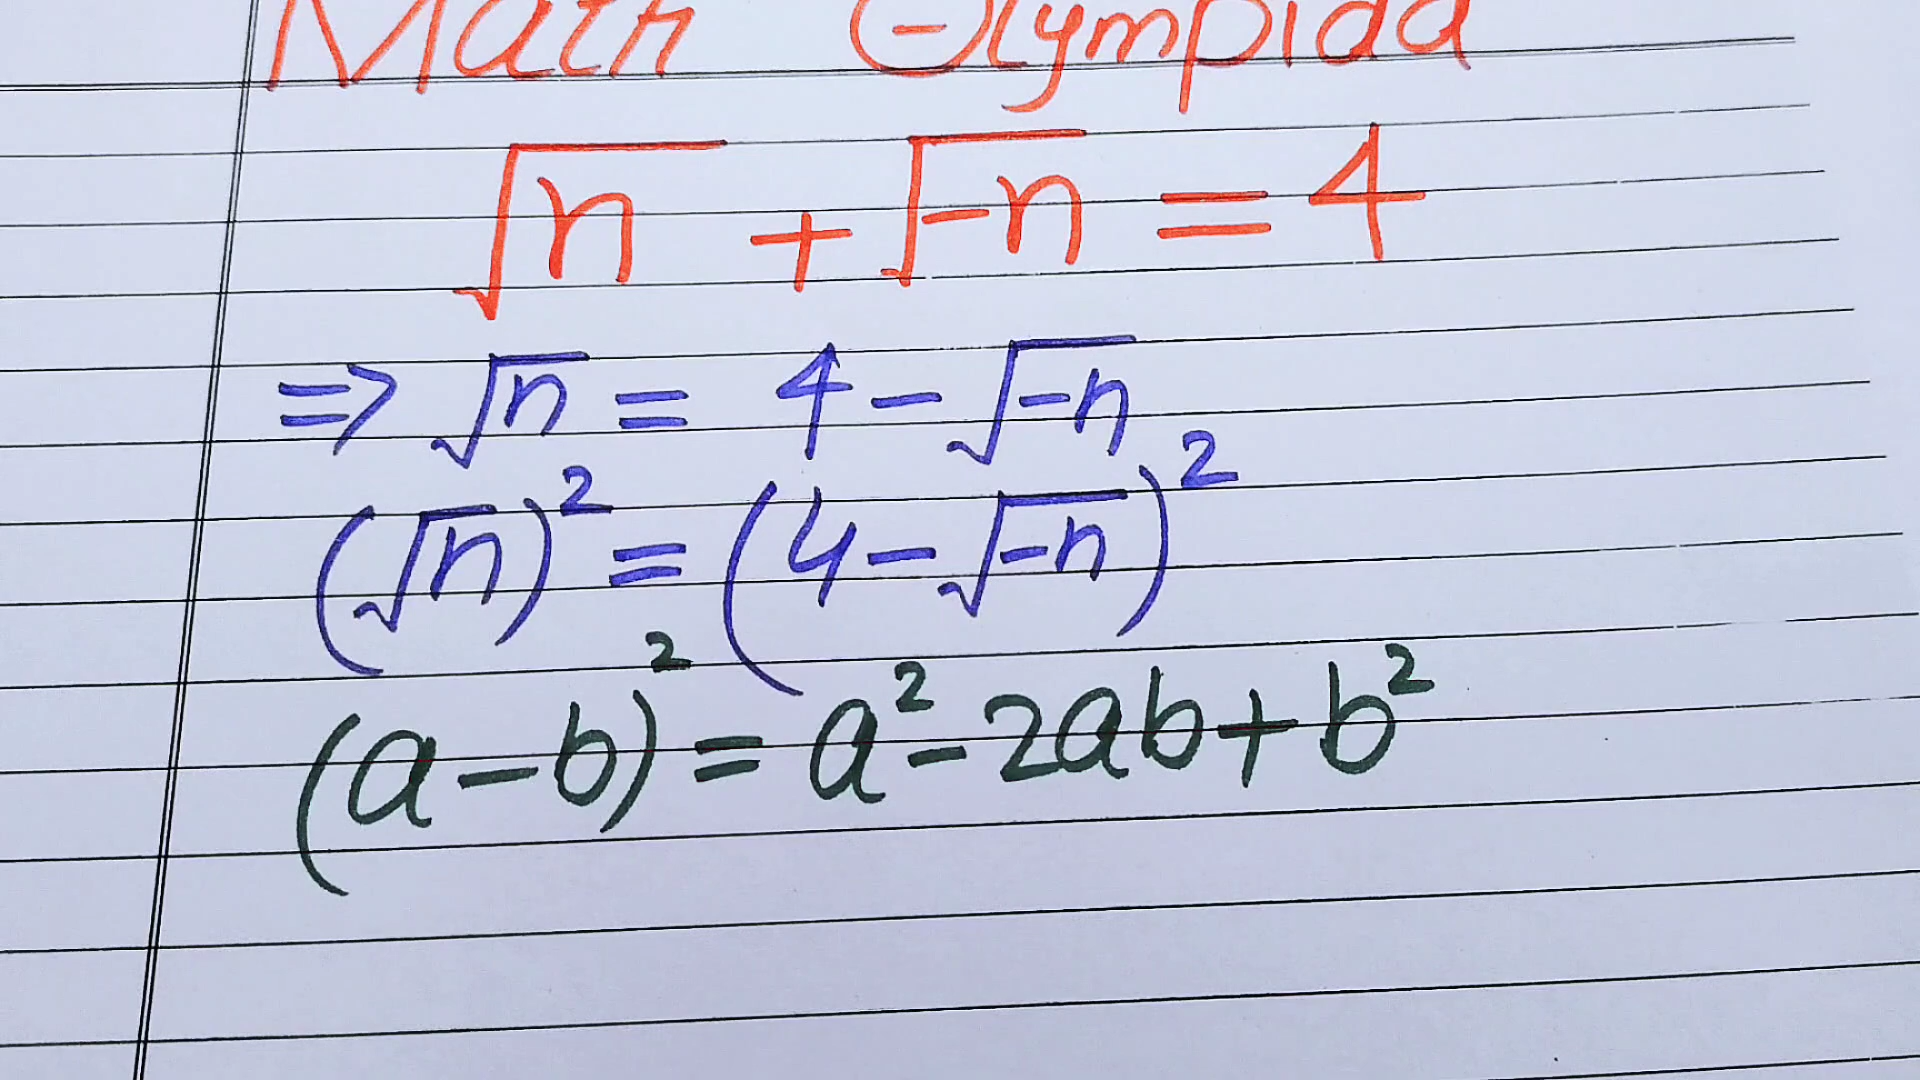 Math Olympiad
√n + √-n = 4
=> √n = 4 - √-n
(√n)² = (4 - √-n)²
(a - b)² = a² - 2ab + b²